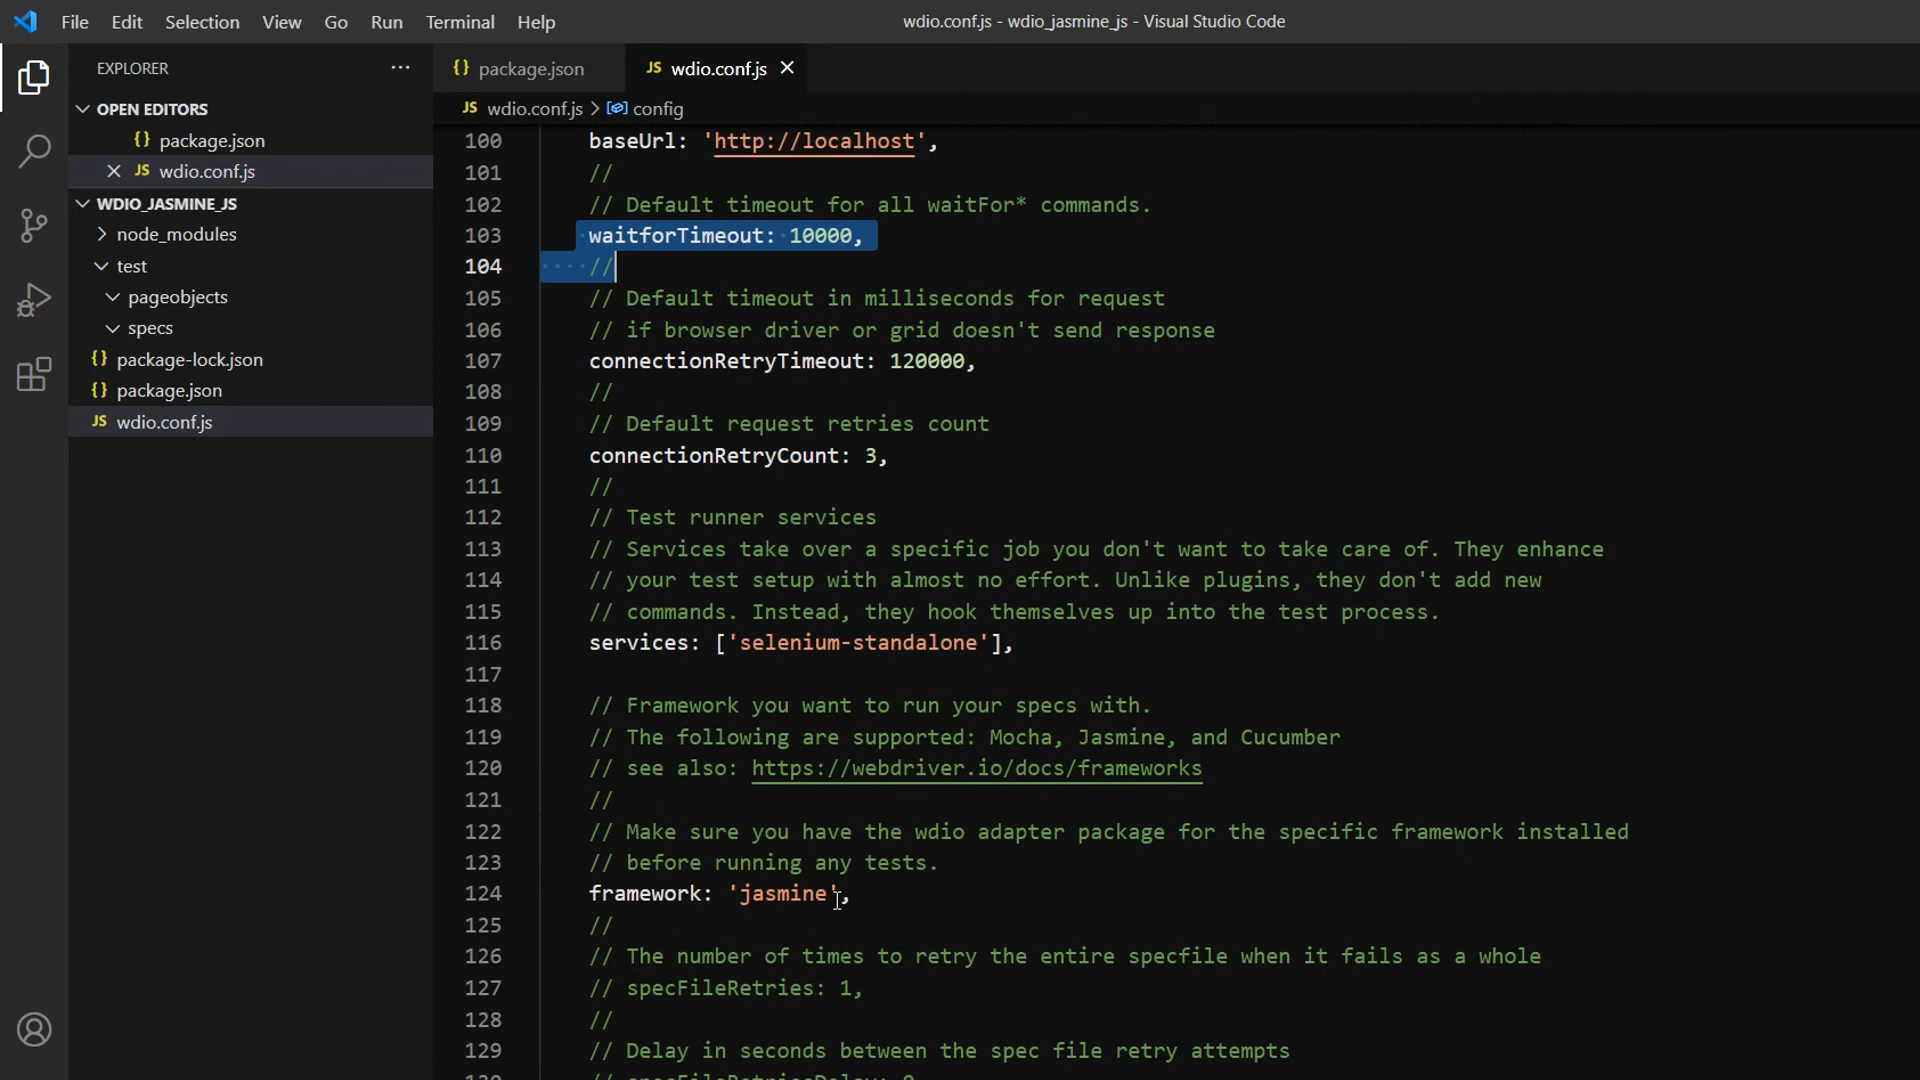 File Edit Selection View Go Run Terminal Help
wdio.conf.js - wdio_jasmine_js - Visual Studio Code
EXPLORER ···
OPEN EDITORS
{} package.json
× JS wdio.conf.js
WDIO_JASMINE_JS
node_modules
test
pageobjects
specs
{} package-lock.json
{} package.json
JS wdio.conf.js
{} package.json
JS wdio.conf.js ×
JS wdio.conf.js > config
100 baseUrl: 'http://localhost',
101 //
102 // Default timeout for all waitFor* commands.
103 waitforTimeout: 10000,
104 //
105 // Default timeout in milliseconds for request
106 // if browser driver or grid doesn't send response
107 connectionRetryTimeout: 120000,
108 //
109 // Default request retries count
110 connectionRetryCount: 3,
111 //
112 // Test runner services
113 // Services take over a specific job you don't want to take care of. They enhance
114 // your test setup with almost no effort. Unlike plugins, they don't add new
115 // commands. Instead, they hook themselves up into the test process.
116 services: ['selenium-standalone'],
117
118 // Framework you want to run your specs with.
119 // The following are supported: Mocha, Jasmine, and Cucumber
120 // see also: https://webdriver.io/docs/frameworks
121 //
122 // Make sure you have the wdio adapter package for the specific framework installed
123 // before running any tests.
124 framework: 'jasmine',
125 //
126 // The number of times to retry the entire specfile when it fails as a whole
127 // specFileRetries: 1,
128 //
129 // Delay in seconds between the spec file retry attempts